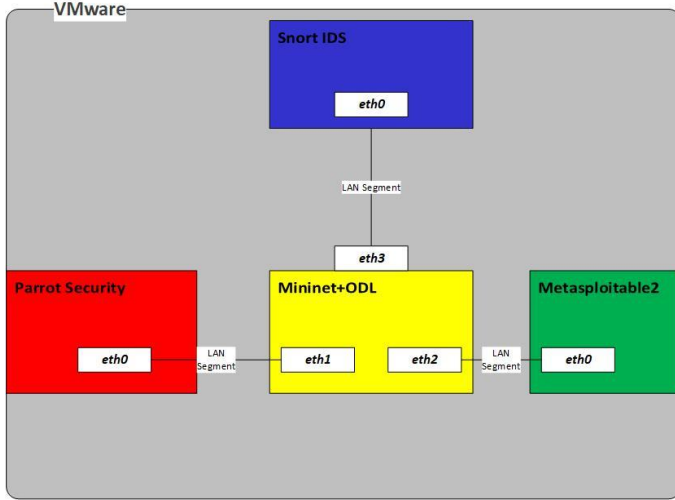 VMware
Snort IDS
eth0
LAN Segment
eth3
Parrot Security
Mininet+ODL
Metasploitable2
eth0
LAN
Segment
eth1
eth2
LAN
Segment
eth0